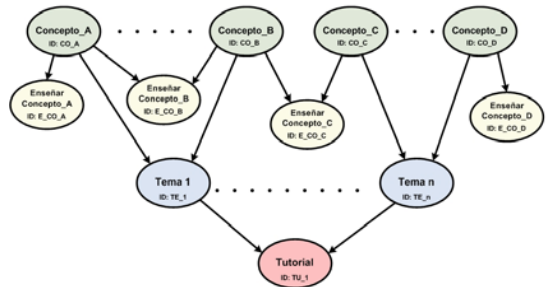 Concepto_A
ID: CO_A
Concepto_B
ID: CO_B
Concepto_C
ID: CO_C
Concepto_D
ID: CO_D
Enseñar
Concepto_A
ID: E_CO_A
Enseñar
Concepto_B
ID: E_CO_B
Enseñar
Concepto_C
ID: E_CO_C
Enseñar
Concepto_D
ID: E_CO_D
Tema 1
ID: TE_1
Tema n
ID: TE_n
Tutorial
ID: TU_1